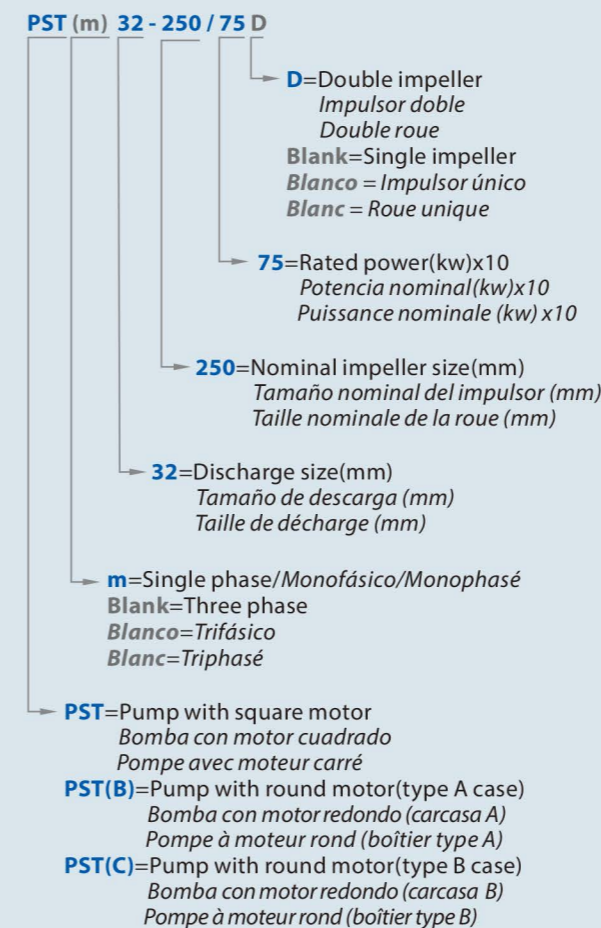 PST (m) 32 - 250 / 75 D
D=Double impeller
Impulsor doble
Double roue
Blank=Single impeller
Blanco = Impulsor único
Blanc = Roue unique
75=Rated power(kw)x10
Potencia nominal(kw)x10
Puissance nominale (kw) x10
250=Nominal impeller size(mm)
Tamaño nominal del impulsor (mm)
Taille nominale de la roue (mm)
32=Discharge size(mm)
Tamaño de descarga (mm)
Taille de décharge (mm)
m=Single phase/Monofásico/Monophasé
Blank=Three phase
Blanco=Trifásico
Blanc=Triphasé
PST=Pump with square motor
Bomba con motor cuadrado
Pompe avec moteur carré
PST(B)=Pump with round motor(type A case)
Bomba con motor redondo (carcasa A)
Pompe à moteur rond (boîtier type A)
PST(C)=Pump with round motor(type B case)
Bomba con motor redondo (carcasa B)
Pompe à moteur rond (boîtier type B)